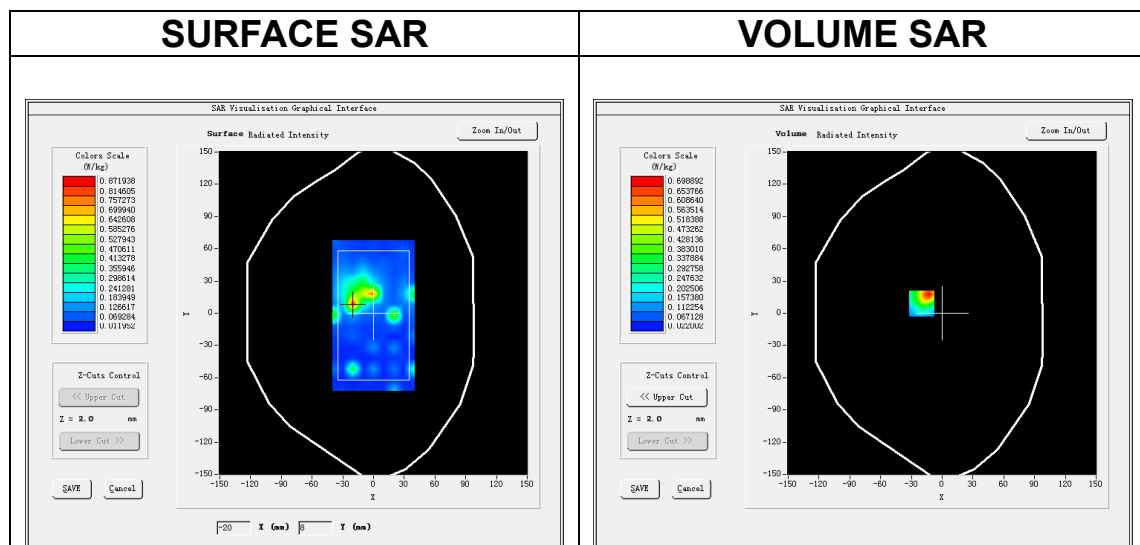 SURFACE SAR
SAR Visualisation Graphical Interface
Surface Radiated Intensity
Zoom In/Out
Colors Scale
(W/kg)
0.871938
0.814605
0.757273
0.699940
0.642608
0.585276
0.527943
0.470611
0.413278
0.355946
0.298614
0.241281
0.183949
0.126617
0.069284
0.011952
Z-Cuts Control
<< Upper Cut
Z = 2.0 mm
Lower Cut >>
SAVE Cancel
150
120
90
60
30
0
-30
-60
-90
-120
-150
Y
-150 -120 -90 -60 -30 0 30 60 90 120 150
X
-20 X (mm) 8 Y (mm)
VOLUME SAR
SAR Visualisation Graphical Interface
Volume Radiated Intensity
Zoom In/Out
Colors Scale
(W/kg)
0.698892
0.653766
0.608640
0.563514
0.518388
0.473262
0.428136
0.383010
0.337884
0.292758
0.247632
0.202506
0.157380
0.112254
0.067128
0.022002
Z-Cuts Control
<< Upper Cut
Z = 2.0 mm
Lower Cut >>
SAVE Cancel
150
120
90
60
30
0
-30
-60
-90
-120
-150
Y
-150 -120 -90 -60 -30 0 30 60 90 120 150
X